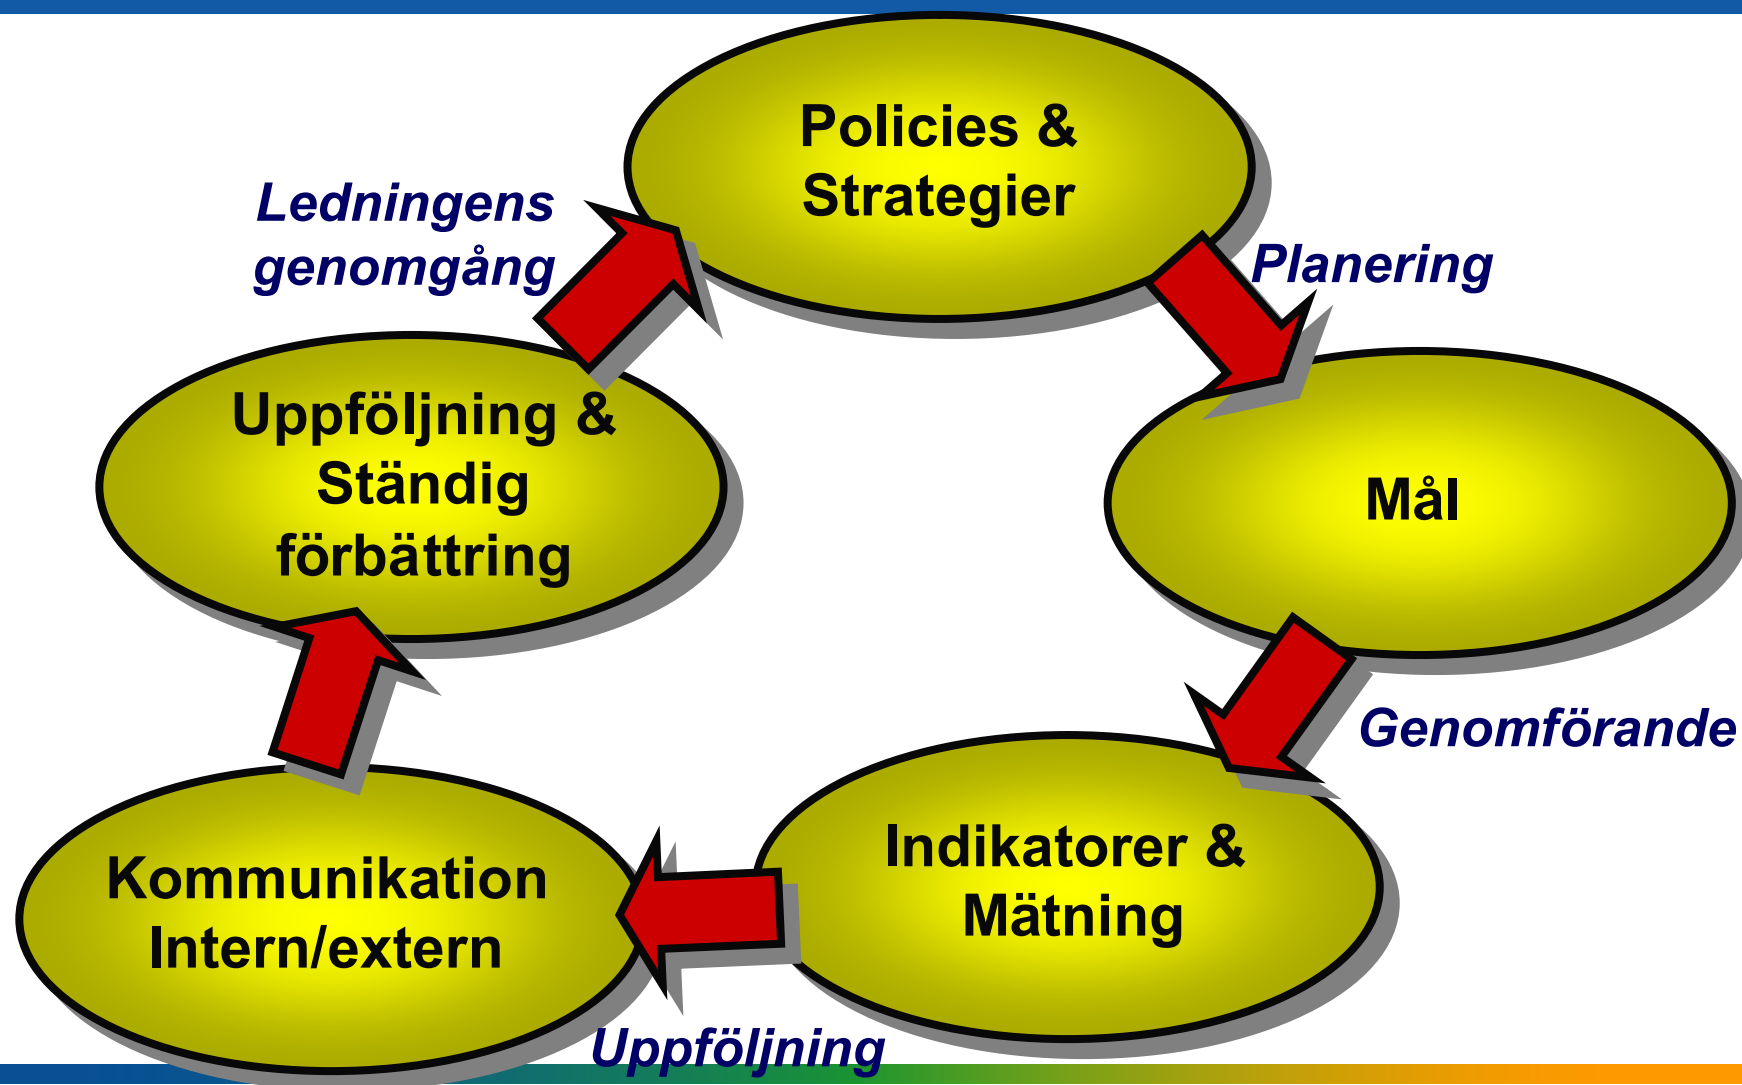 Policies &
Strategier
Ledningens
genomgång
Planering
Uppföljning &
Ständig
förbättring
Mål
Genomförande
Indikatorer &
Mätning
Kommunikation
Intern/extern
Uppföljning